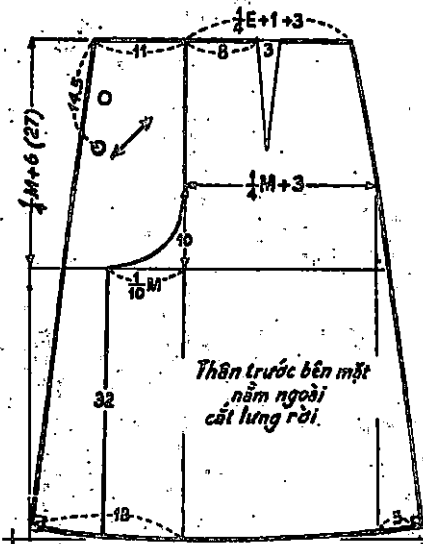 1/4E+1+3
11
8
3
14.5
1/4M+6 (27)
1/4M+3
10
1/10M
32
Thân trước bên mặt
nằm ngoài
cắt lưng rời.
18
5